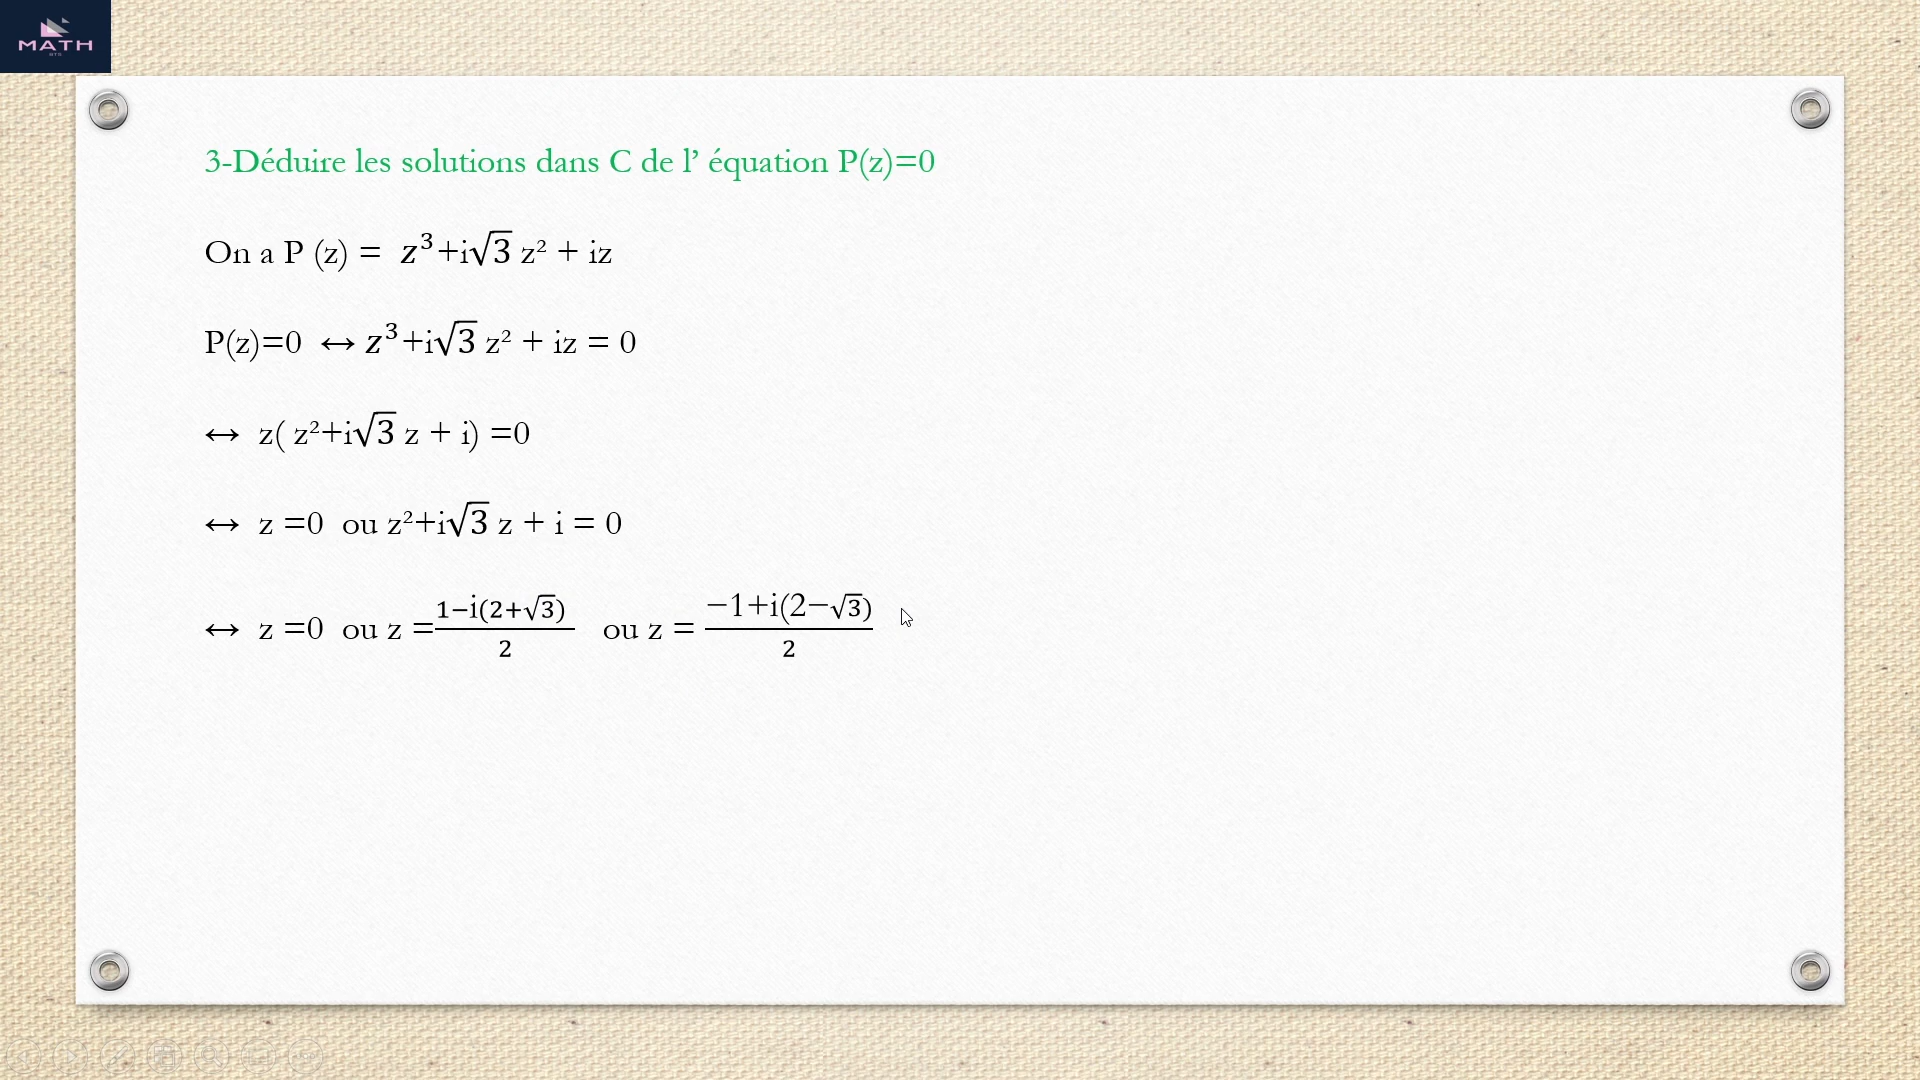 MATH
3-Déduire les solutions dans C de l’ équation P(z)=0
On a P (z) = z³+i√3 z² + iz
P(z)=0 ↔ z³+i√3 z² + iz = 0
↔ z( z²+i√3 z + i) =0
↔ z =0 ou z²+i√3 z + i = 0
↔ z =0 ou z = (1−i(2+√3))/2 ou z = (−1+i(2−√3))/2